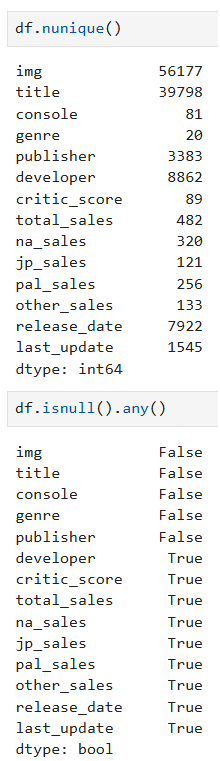 df.nunique()
img 56177
title 39798
console 81
genre 20
publisher 3383
developer 8862
critic_score 89
total_sales 482
na_sales 320
jp_sales 121
pal_sales 256
other_sales 133
release_date 7922
last_update 1545
dtype: int64
df.isnull().any()
img False
title False
console False
genre False
publisher False
developer True
critic_score True
total_sales True
na_sales True
jp_sales True
pal_sales True
other_sales True
release_date True
last_update True
dtype: bool